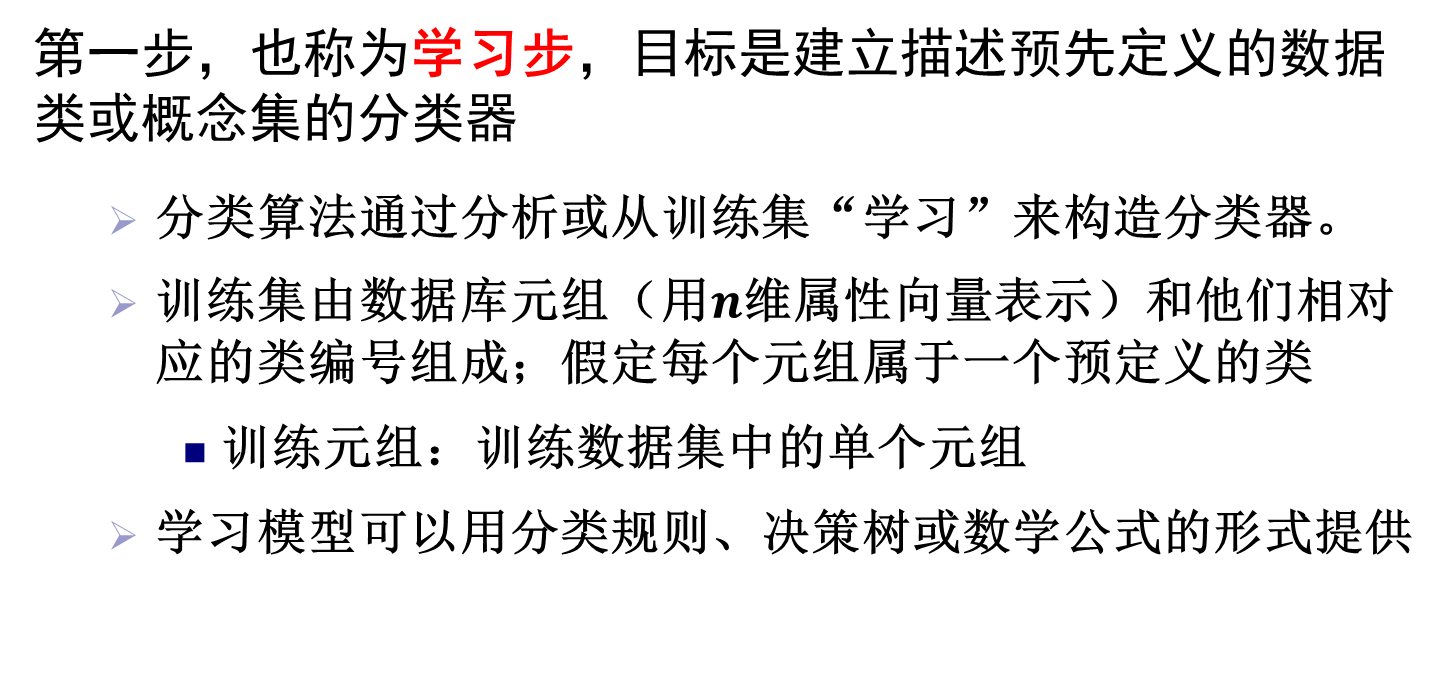 第一步，也称为学习步，目标是建立描述预先定义的数据
类或概念集的分类器
分类算法通过分析或从训练集“学习”来构造分类器。
训练集由数据库元组（用n维属性向量表示）和他们相对
应的类编号组成；假定每个元组属于一个预定义的类
训练元组：训练数据集中的单个元组
学习模型可以用分类规则、决策树或数学公式的形式提供